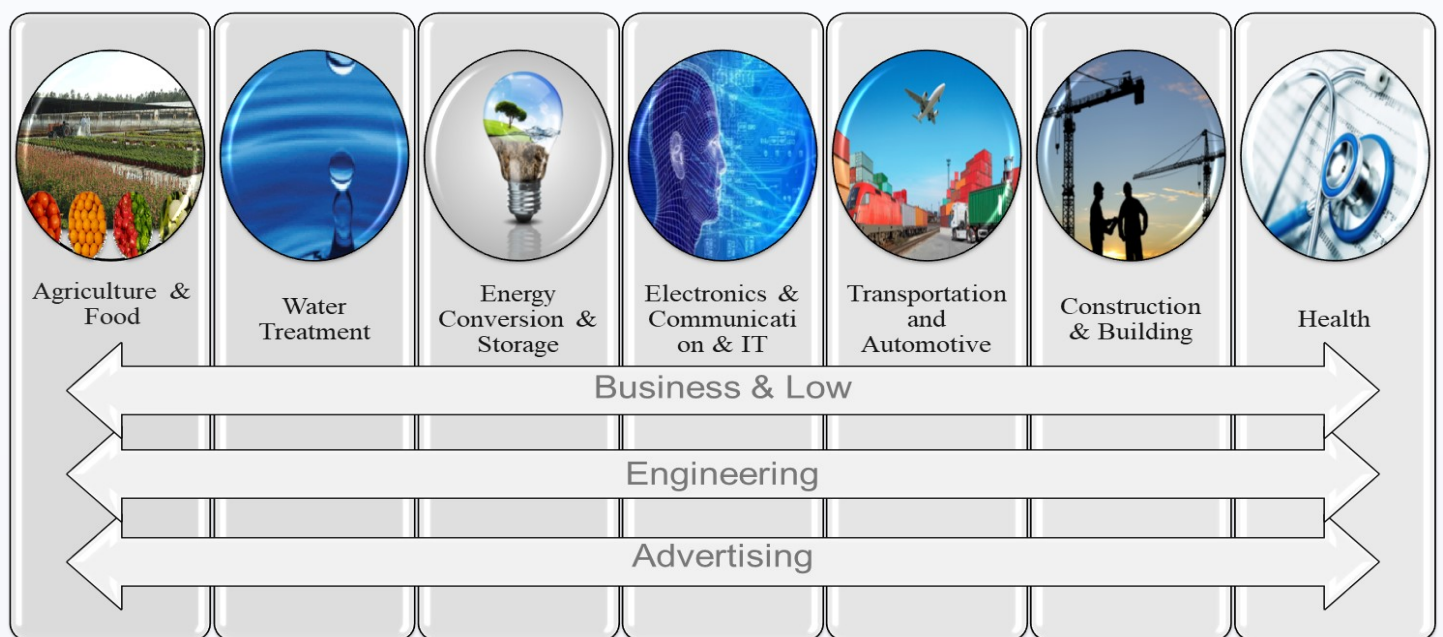 Agriculture &
Food
Water
Treatment
Energy
Conversion &
Storage
Electronics &
Communicati
on & IT
Transportation
and
Automotive
Construction
& Building
Health
Business & Low
Engineering
Advertising